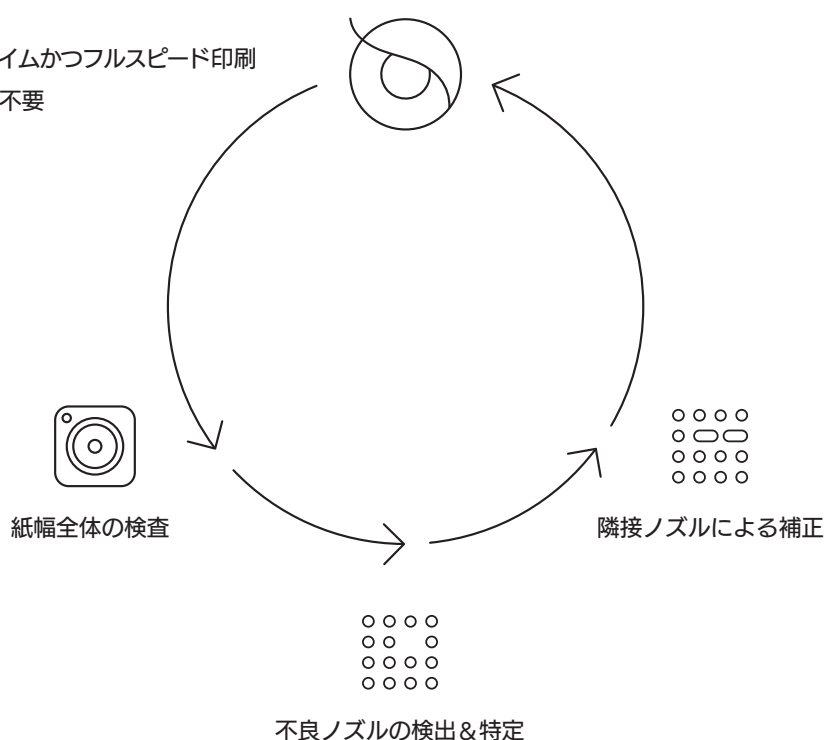 イムかつフルスピード印刷
不要
紙幅全体の検査
隣接ノズルによる補正
不良ノズルの検出&特定